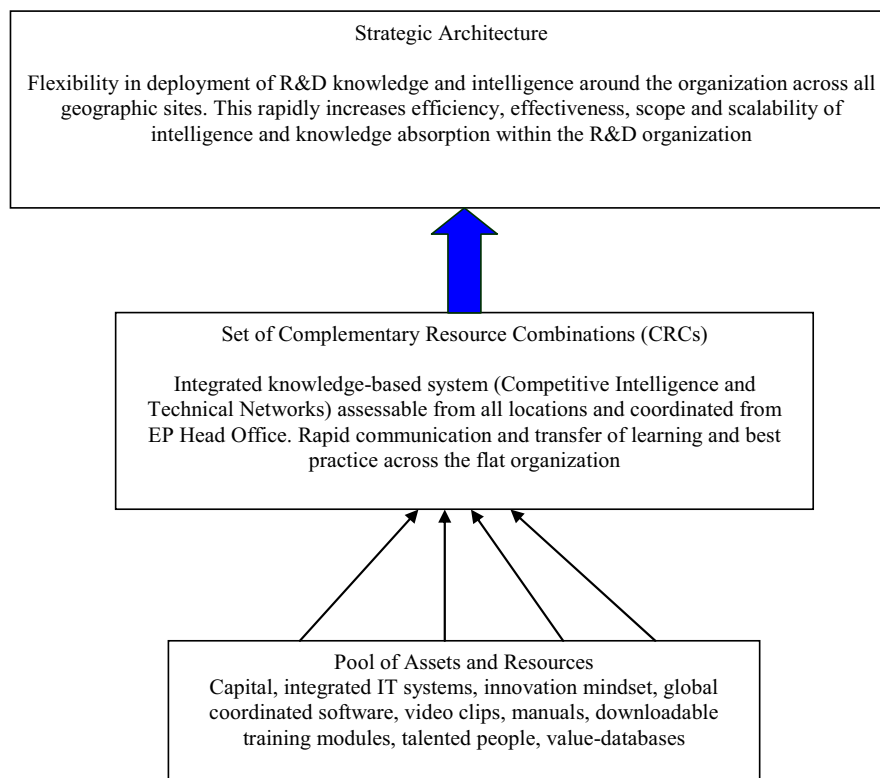 Strategic Architecture
Flexibility in deployment of R&D knowledge and intelligence around the organization across all
geographic sites. This rapidly increases efficiency, effectiveness, scope and scalability of
intelligence and knowledge absorption within the R&D organization
Set of Complementary Resource Combinations (CRCs)
Integrated knowledge-based system (Competitive Intelligence and
Technical Networks) assessable from all locations and coordinated from
EP Head Office. Rapid communication and transfer of learning and best
practice across the flat organization
Pool of Assets and Resources
Capital, integrated IT systems, innovation mindset, global
coordinated software, video clips, manuals, downloadable
training modules, talented people, value-databases